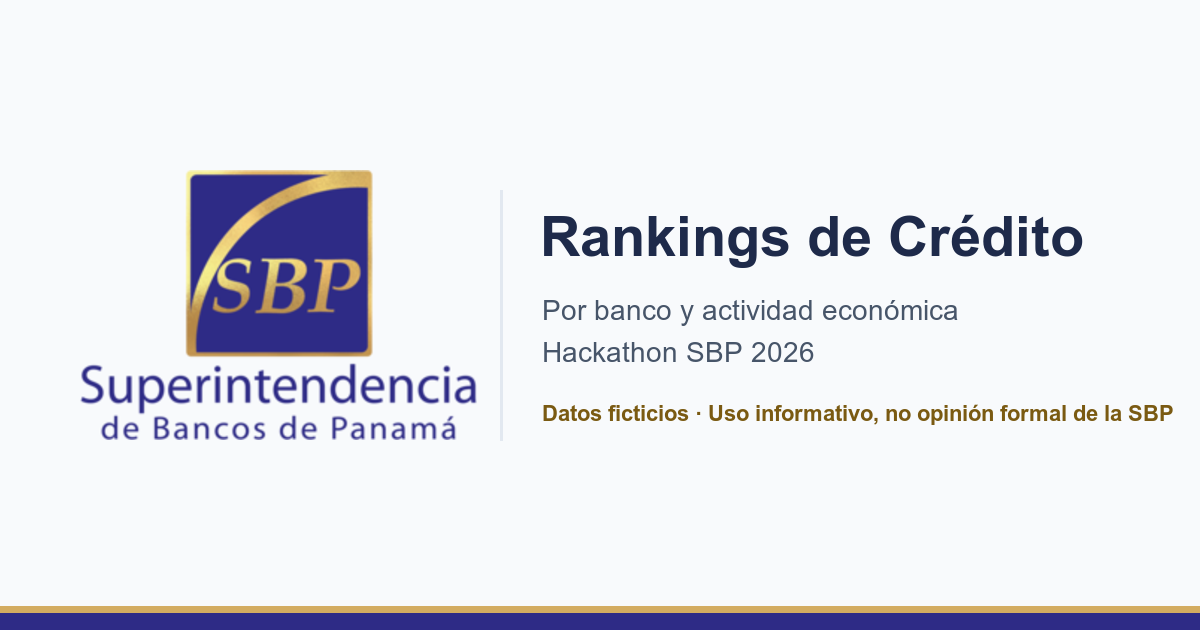 SBP
Superintendencia
de Bancos de Panamá
Rankings de Crédito
Por banco y actividad económica
Hackathon SBP 2026
Datos ficticios · Uso informativo, no opinión formal de la SBP